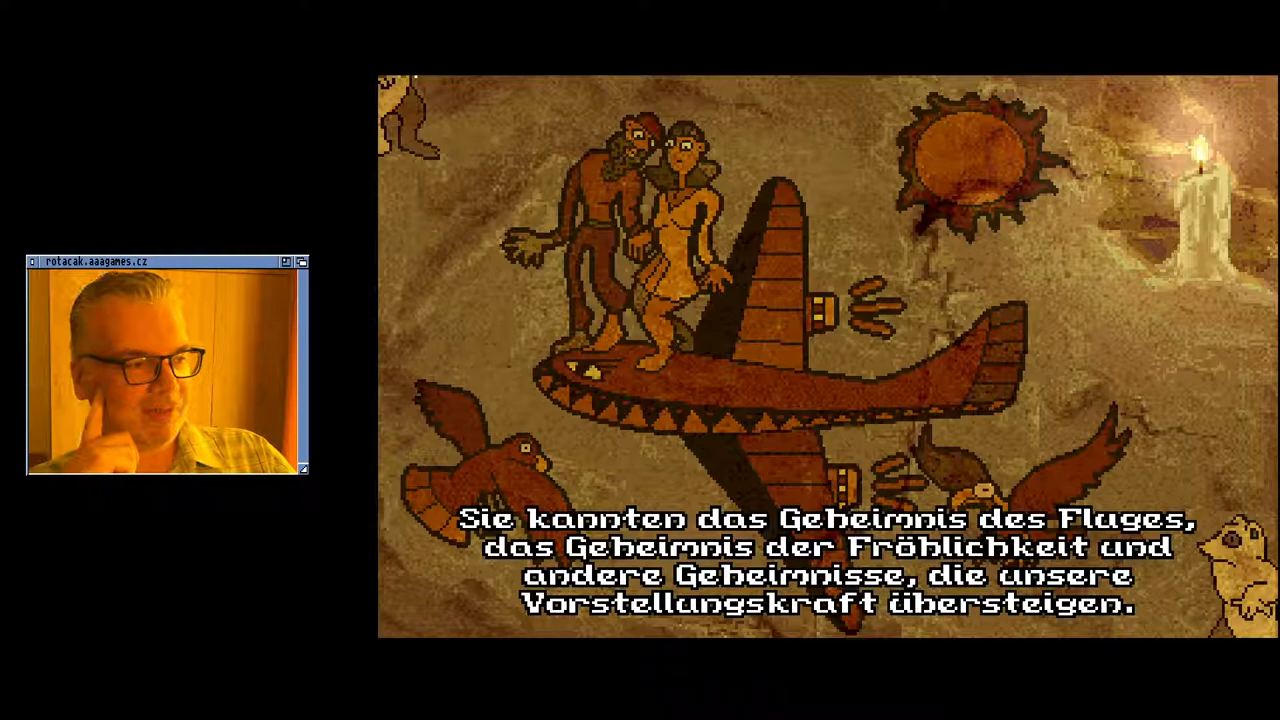 rotacak.aaagames.cz
Sie kannten das Geheimnis des Fluges,
das Geheimnis der Fröhlichkeit und
andere Geheimnisse, die unsere
Vorstellungskraft übersteigen.